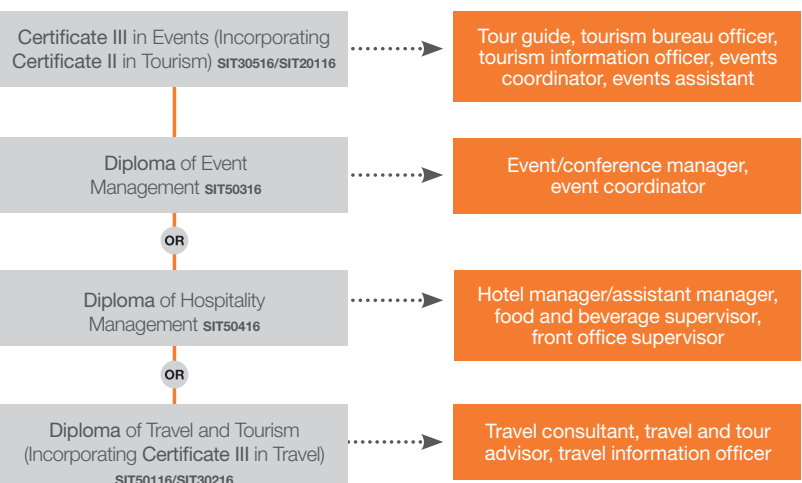 Certificate III in Events (Incorporating
Certificate II in Tourism) SIT30516/SIT20116
Tour guide, tourism bureau officer,
tourism information officer, events
coordinator, events assistant
Diploma of Event
Management SIT50316
Event/conference manager,
event coordinator
OR
Diploma of Hospitality
Management SIT50416
Hotel manager/assistant manager,
food and beverage supervisor,
front office supervisor
OR
Diploma of Travel and Tourism
(Incorporating Certificate III in Travel)
SIT50116/SIT30216
Travel consultant, travel and tour
advisor, travel information officer